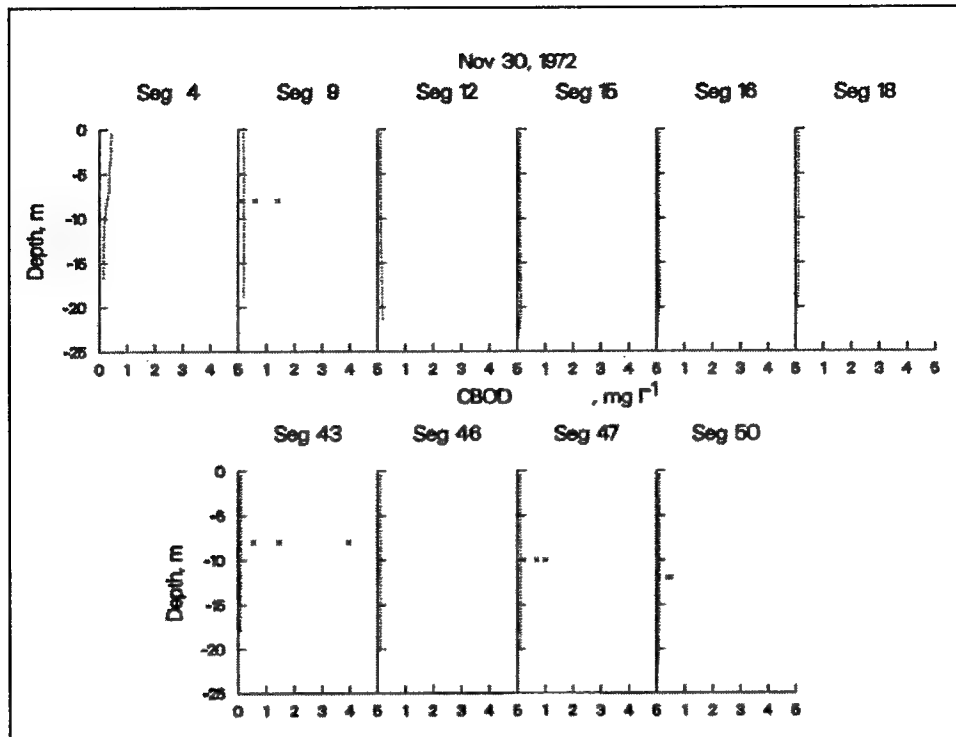 Nov 30, 1972
Seg 4 Seg 9 Seg 12 Seg 15 Seg 16 Seg 18
0
-5
-10
-15
-20
-25
Depth, m
0 1 2 3 4 5 1 2 3 4 5 1 2 3 4 5 1 2 3 4 5 1 2 3 4 5 1 2 3 4 5
CBOD , mg l-1
Seg 43 Seg 46 Seg 47 Seg 50
0
-5
-10
-15
-20
-25
Depth, m
0 1 2 3 4 5 1 2 3 4 5 1 2 3 4 5 1 2 3 4 5